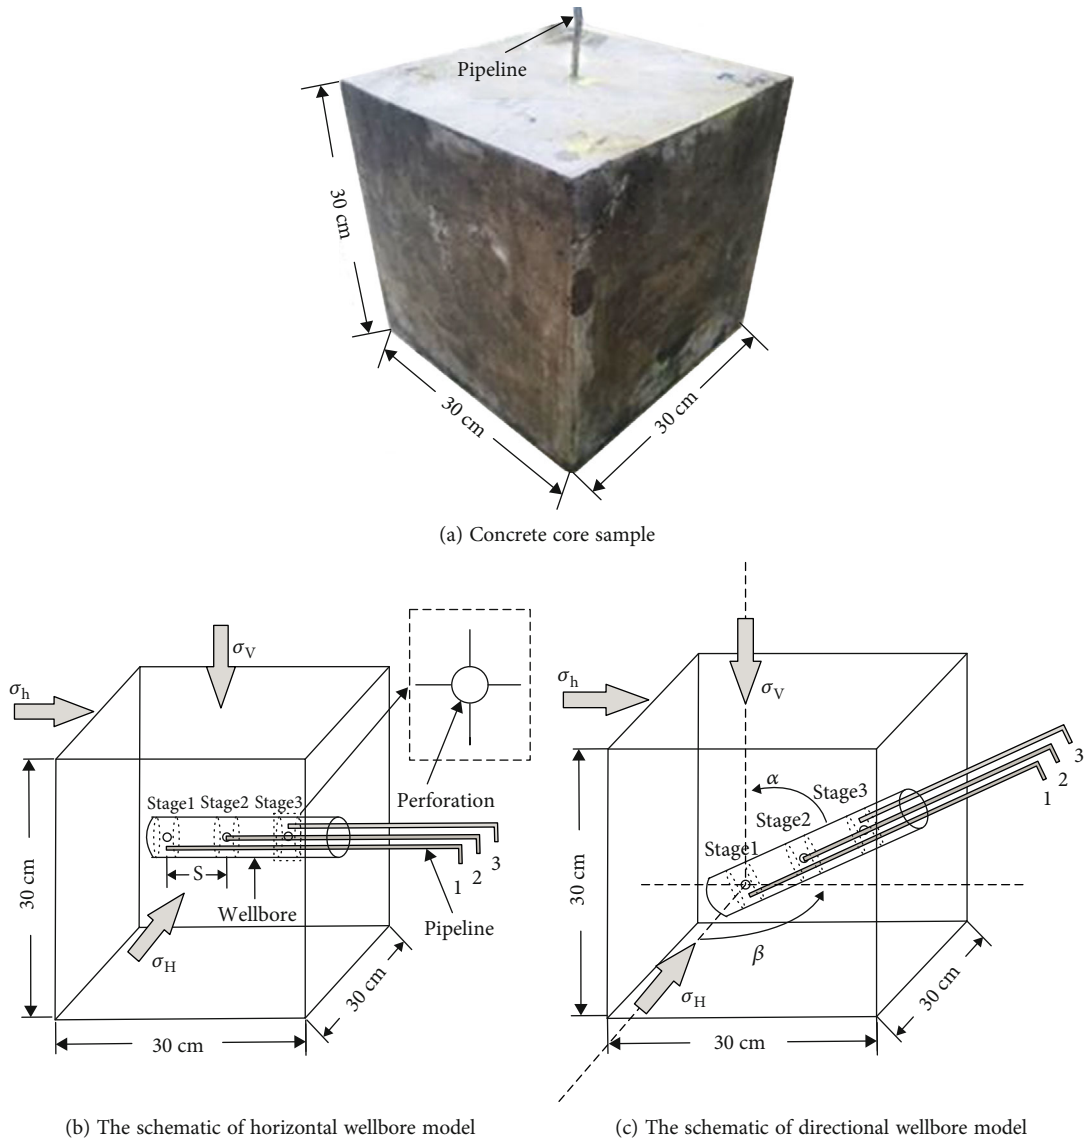 Pipeline
30 cm
30 cm
30 cm
(a) Concrete core sample
σV
σh
Stage1 Stage2 Stage3
Perforation
S
1 2 3
Wellbore
Pipeline
σH
30 cm
30 cm
30 cm
(b) The schematic of horizontal wellbore model
σh
σV
α
Stage3
Stage2
Stage1
3
2
1
β
σH
30 cm
30 cm
30 cm
(c) The schematic of directional wellbore model